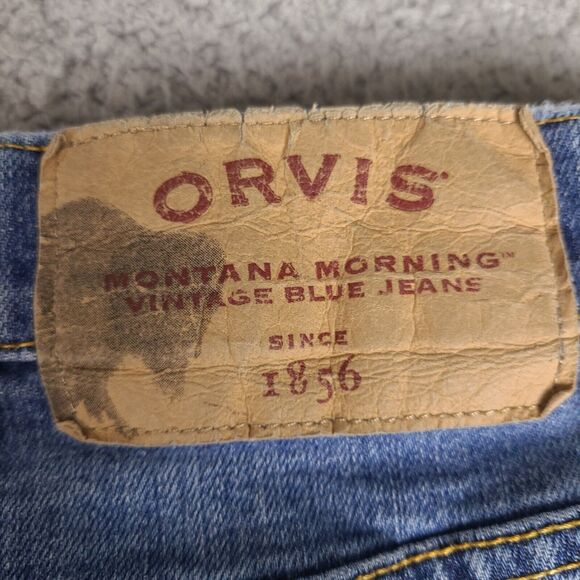 ORVIS
MONTANA MORNING™
VINTAGE BLUE JEANS
SINCE
1856